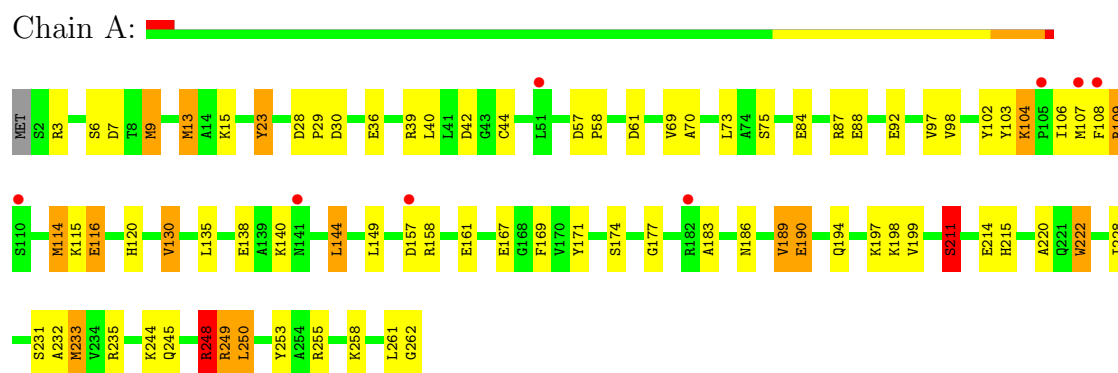 Chain A:
MET S2 R3 S6 D7 T8 M9 M13 A14 K15 Y23 D28 P29 D30 E36 R39 L40 L41 D42 G43 C44 L51 D57 P58 D61 V69 A70 L73 A74 S75 E84 R87 E88 E92 V97 V98 Y102 Y103 K104 P105 I106 M107 F108
S110 M114 K115 E116 H120 V130 L135 E138 A139 K140 N141 L144 L149 D157 R158 E161 E167 G168 F169 V170 Y171 S174 G177 R182 A183 N186 V189 E190 Q194 K197 K198 V199 S211 E214 H215 A220 Q221 W222
S231 A232 M233 V234 R235 K244 Q245 R248 R249 L250 Y253 A254 R255 K258 L261 G262